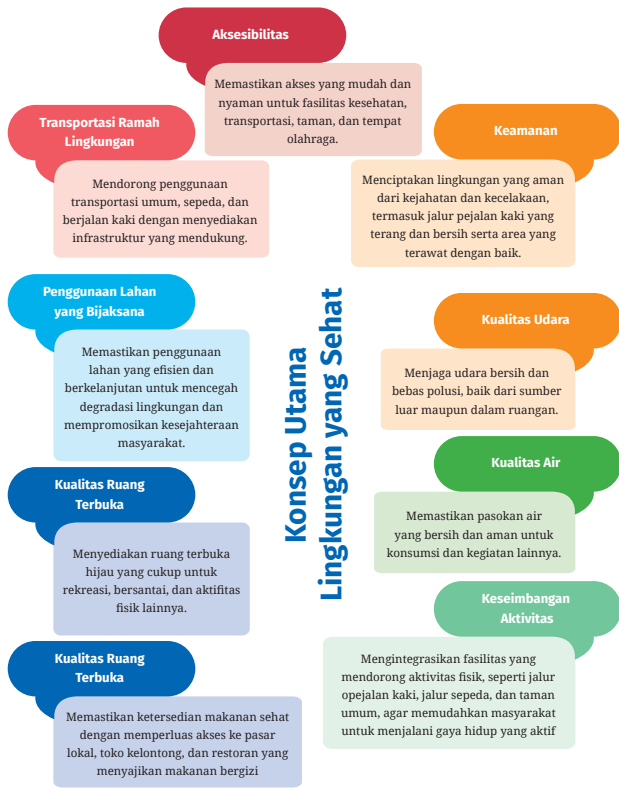 Aksesibilitas
Memastikan akses yang mudah dan
nyaman untuk fasilitas kesehatan,
transportasi, taman, dan tempat
olahraga.
Transportasi Ramah
Lingkungan
Mendorong penggunaan
transportasi umum, sepeda, dan
berjalan kaki dengan menyediakan
infrastruktur yang mendukung.
Keamanan
Menciptakan lingkungan yang aman
dari kejahatan dan kecelakaan,
termasuk jalur pejalan kaki yang
terang dan bersih serta area yang
terawat dengan baik.
Penggunaan Lahan
yang Bijaksana
Memastikan penggunaan
lahan yang efisien dan
berkelanjutan untuk mencegah
degradasi lingkungan dan
mempromosikan kesejahteraan
masyarakat.
Konsep Utama
Lingkungan yang Sehat
Kualitas Udara
Menjaga udara bersih dan
bebas polusi, baik dari sumber
luar maupun dalam ruangan.
Kualitas Air
Memastikan pasokan air
yang bersih dan aman untuk
konsumsi dan kegiatan lainnya.
Kualitas Ruang
Terbuka
Menyediakan ruang terbuka
hijau yang cukup untuk
rekreasi, bersantai, dan aktifitas
fisik lainnya.
Keseimbangan
Aktivitas
Mengintegrasikan fasilitas yang
mendorong aktivitas fisik, seperti jalur
opejalan kaki, jalur sepeda, dan taman
umum, agar memudahkan masyarakat
untuk menjalani gaya hidup yang aktif
Kualitas Ruang
Terbuka
Memastikan ketersedian makanan sehat
dengan memperluas akses ke pasar
lokal, toko kelontong, dan restoran yang
menyajikan makanan bergizi